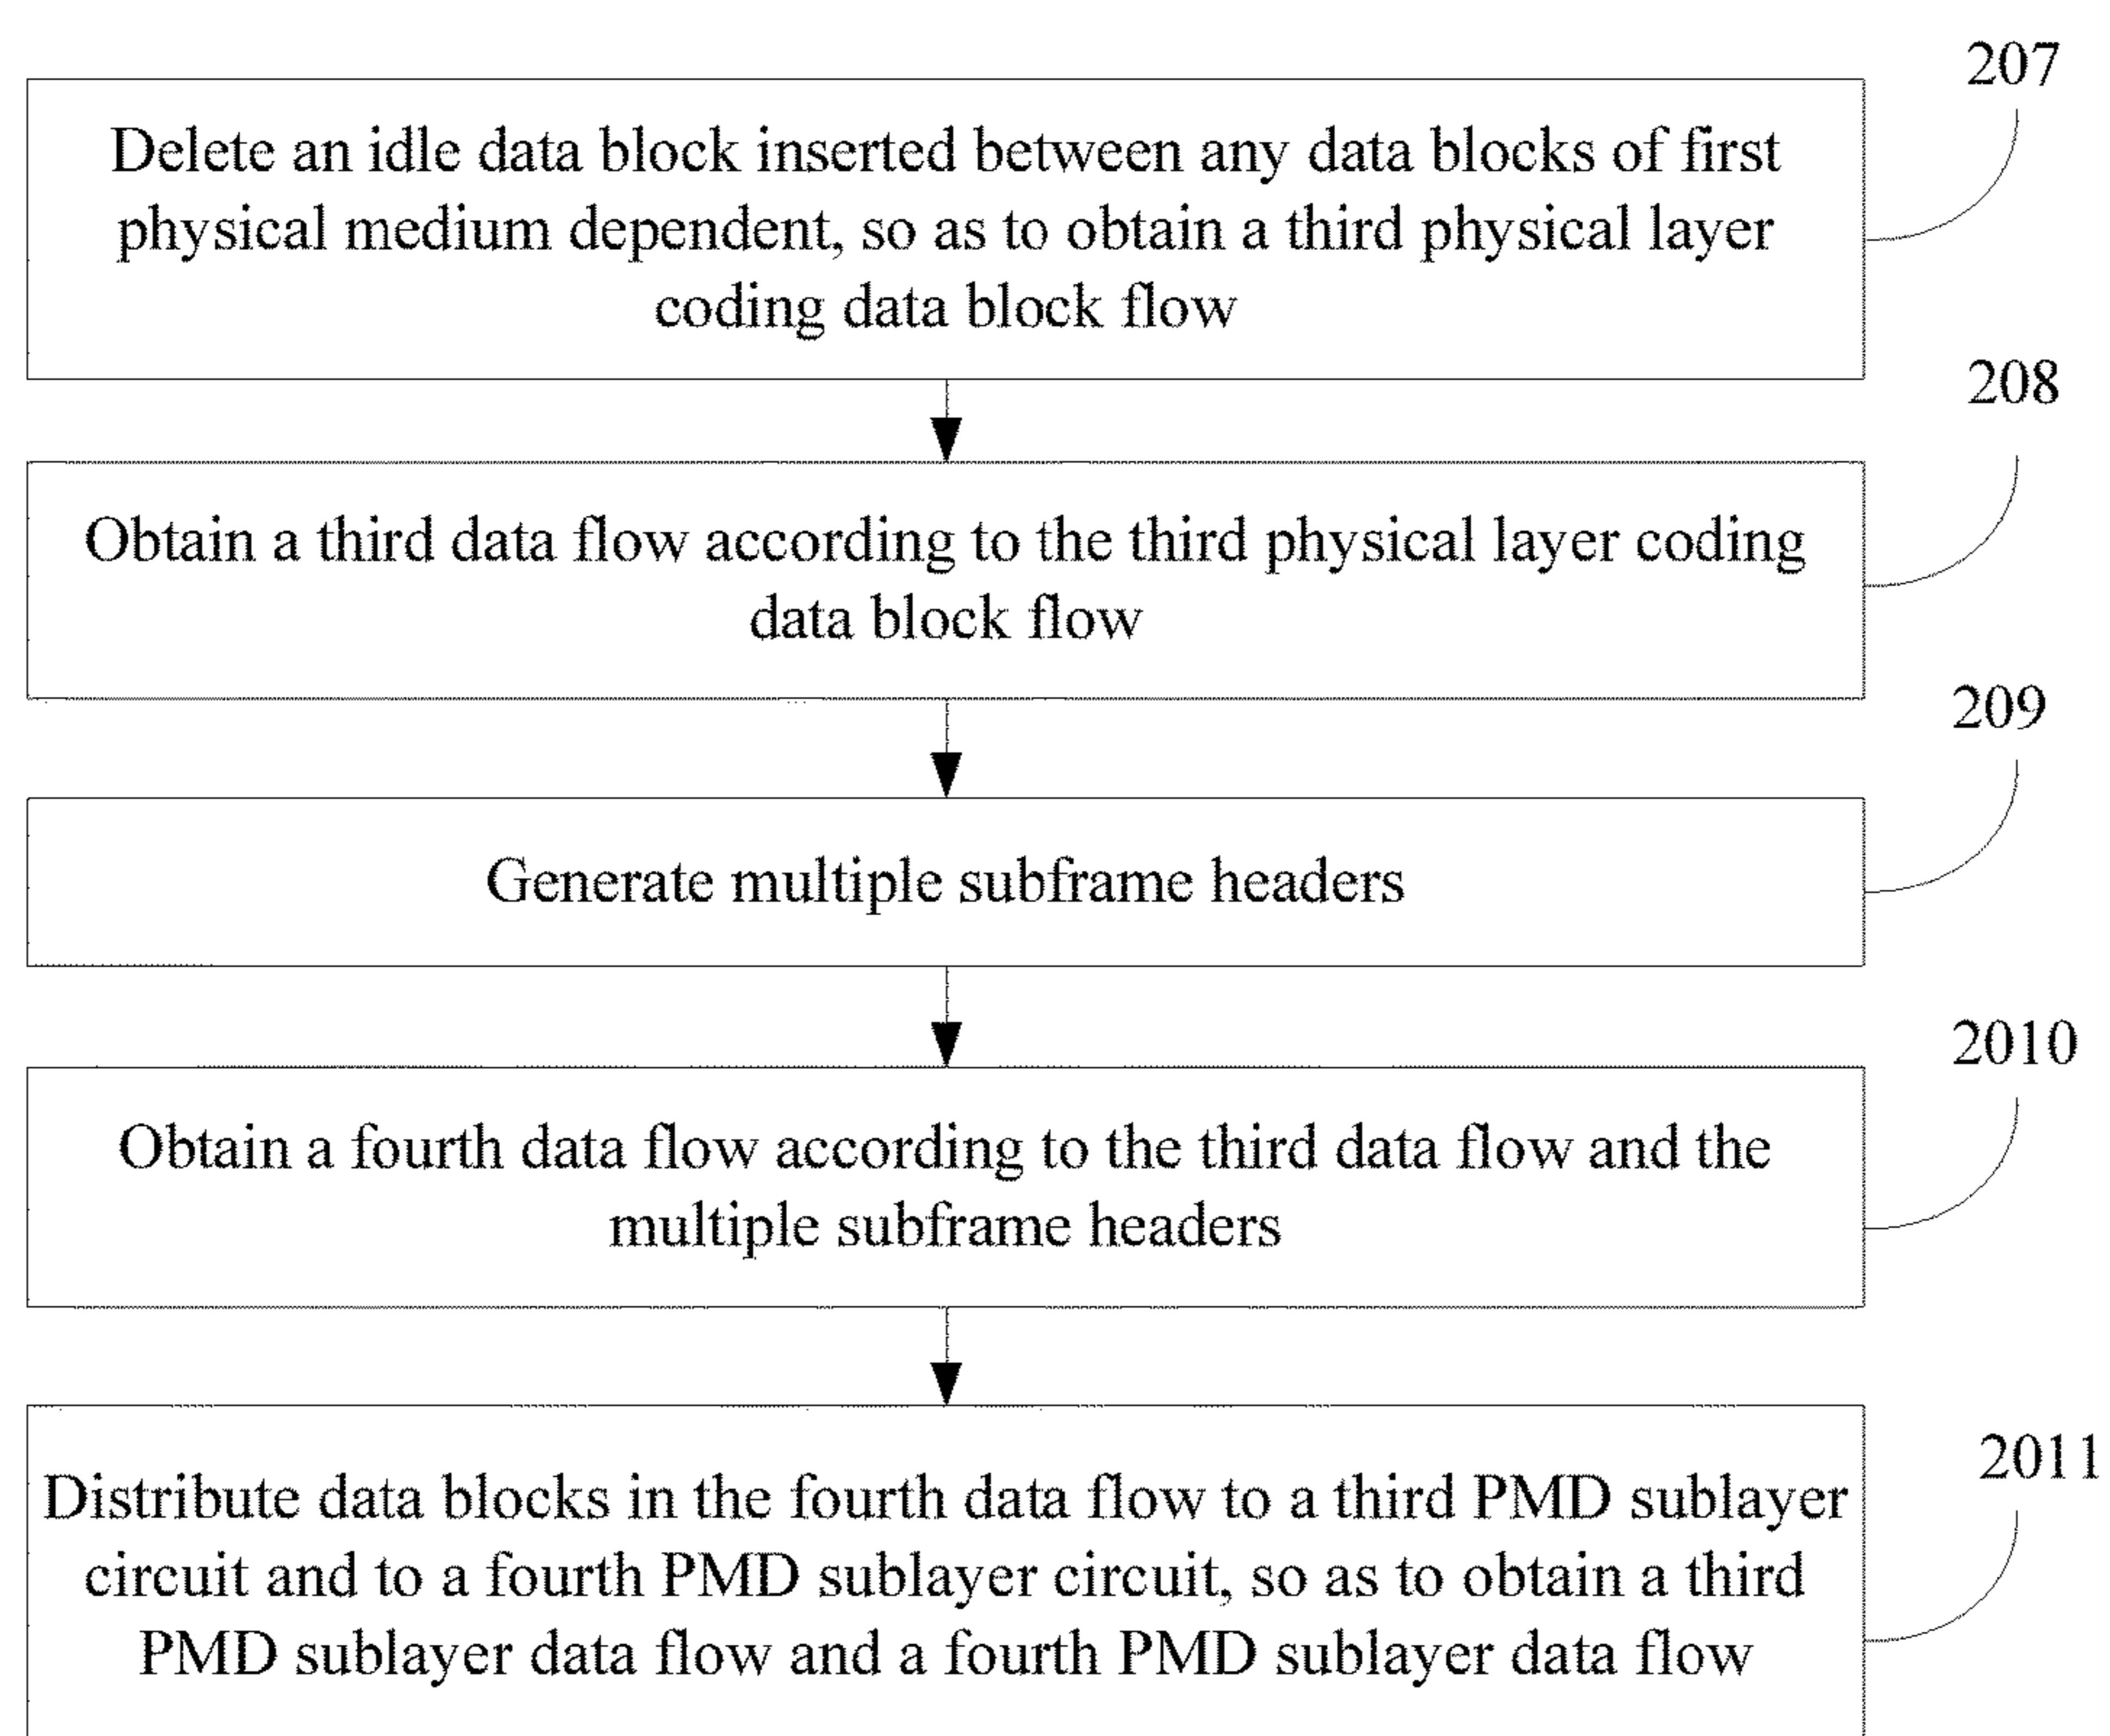 207
Delete an idle data block inserted between any data blocks of first
physical medium dependent, so as to obtain a third physical layer
coding data block flow
208
Obtain a third data flow according to the third physical layer coding
data block flow
209
Generate multiple subframe headers
2010
Obtain a fourth data flow according to the third data flow and the
multiple subframe headers
2011
Distribute data blocks in the fourth data flow to a third PMD sublayer
circuit and to a fourth PMD sublayer circuit, so as to obtain a third
PMD sublayer data flow and a fourth PMD sublayer data flow